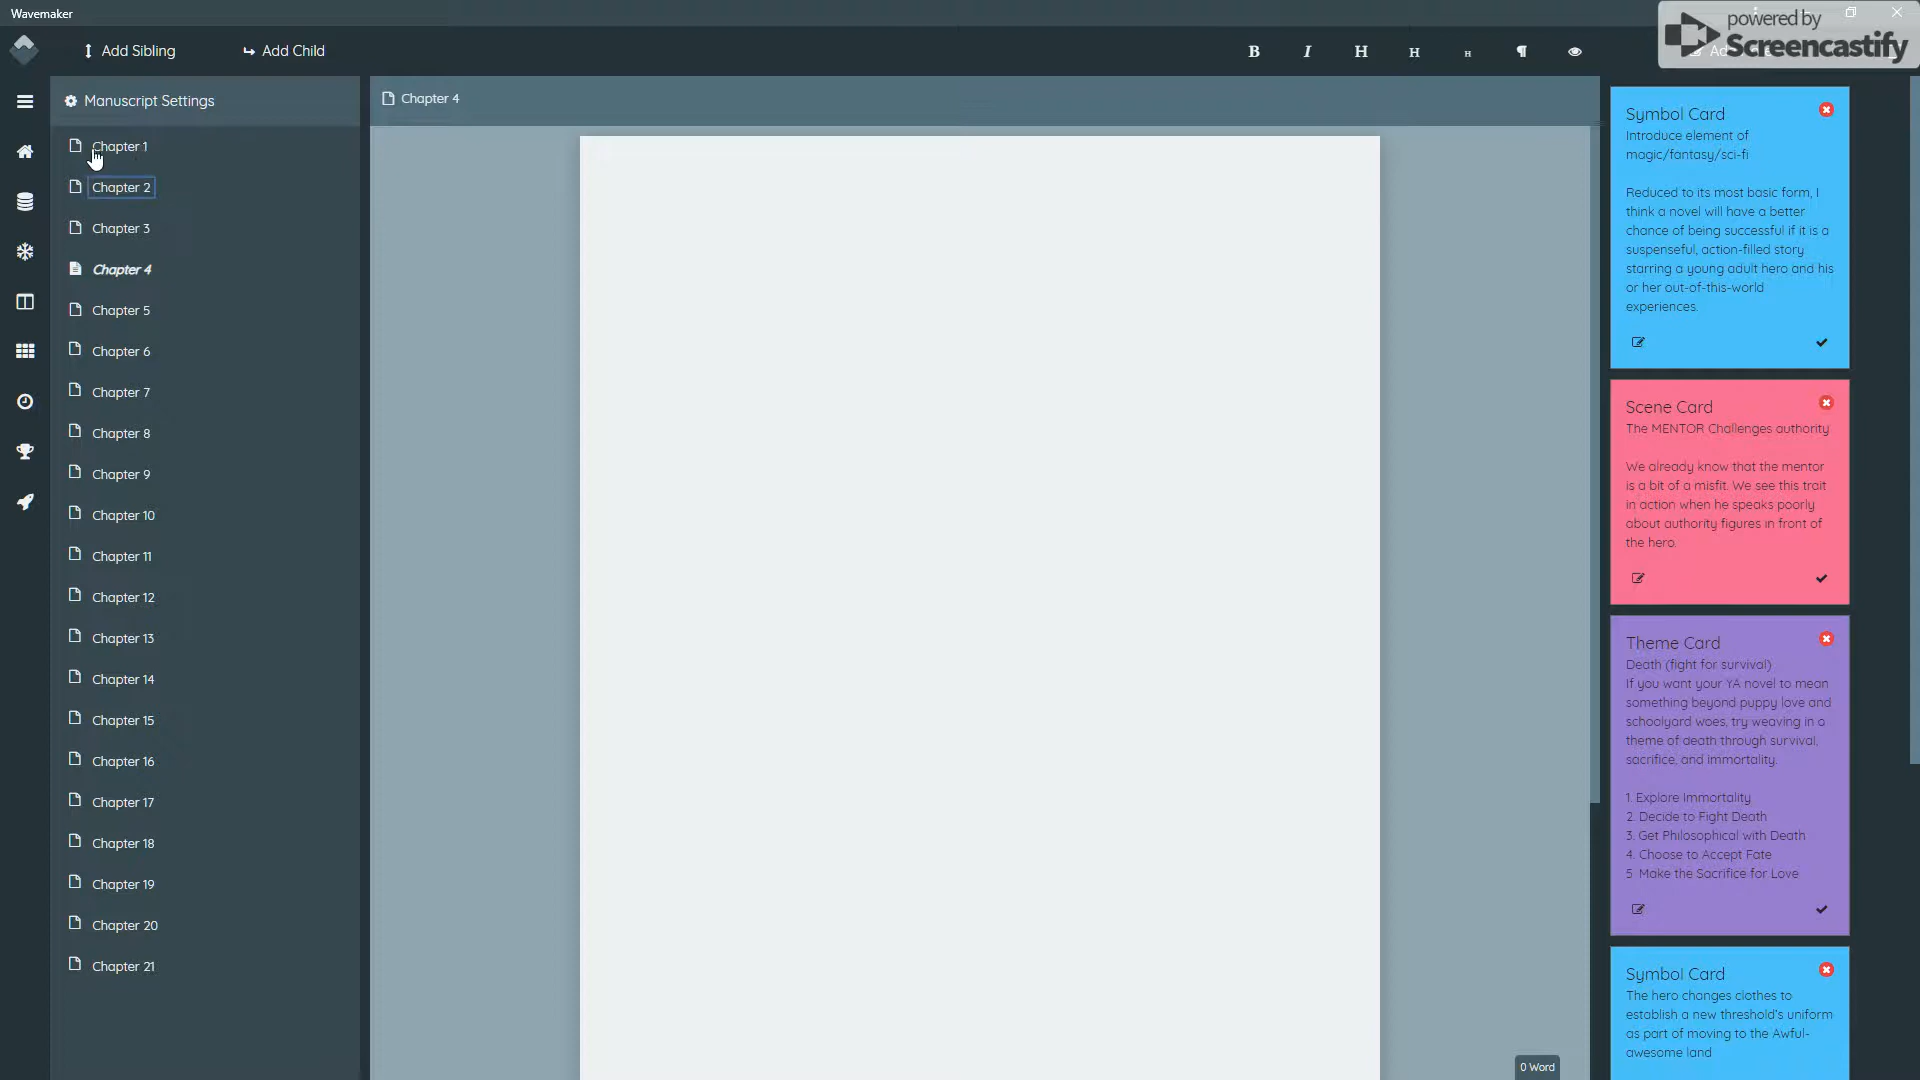 Wavemaker
powered by
Screencastify
Add Sibling
Add Child
B
I
H
H
H
¶
Manuscript Settings
Chapter 4
Chapter 1
Chapter 2
Chapter 3
Chapter 4
Chapter 5
Chapter 6
Chapter 7
Chapter 8
Chapter 9
Chapter 10
Chapter 11
Chapter 12
Chapter 13
Chapter 14
Chapter 15
Chapter 16
Chapter 17
Chapter 18
Chapter 19
Chapter 20
Chapter 21
0 Word
Symbol Card
Introduce element of
magic/fantasy/sci-fi
Reduced to its most basic form, I
think a novel will have a better
chance of being successful if it is a
suspenseful, action-filled story
starring a young adult hero and his
or her out-of-this-world
experiences.
Scene Card
The MENTOR Challenges authority
We already know that the mentor
is a bit of a misfit. We see this trait
in action when he speaks poorly
about authority figures in front of
the hero.
Theme Card
Death (fight for survival)
If you want your YA novel to mean
something beyond puppy love and
schoolyard woes, try weaving in a
theme of death through survival,
sacrifice, and immortality.
1. Explore Immortality
2. Decide to Fight Death
3. Get Philosophical with Death
4. Choose to Accept Fate
5. Make the Sacrifice for Love
Symbol Card
The hero changes clothes to
establish a new threshold's uniform
as part of moving to the Awful-
awesome land